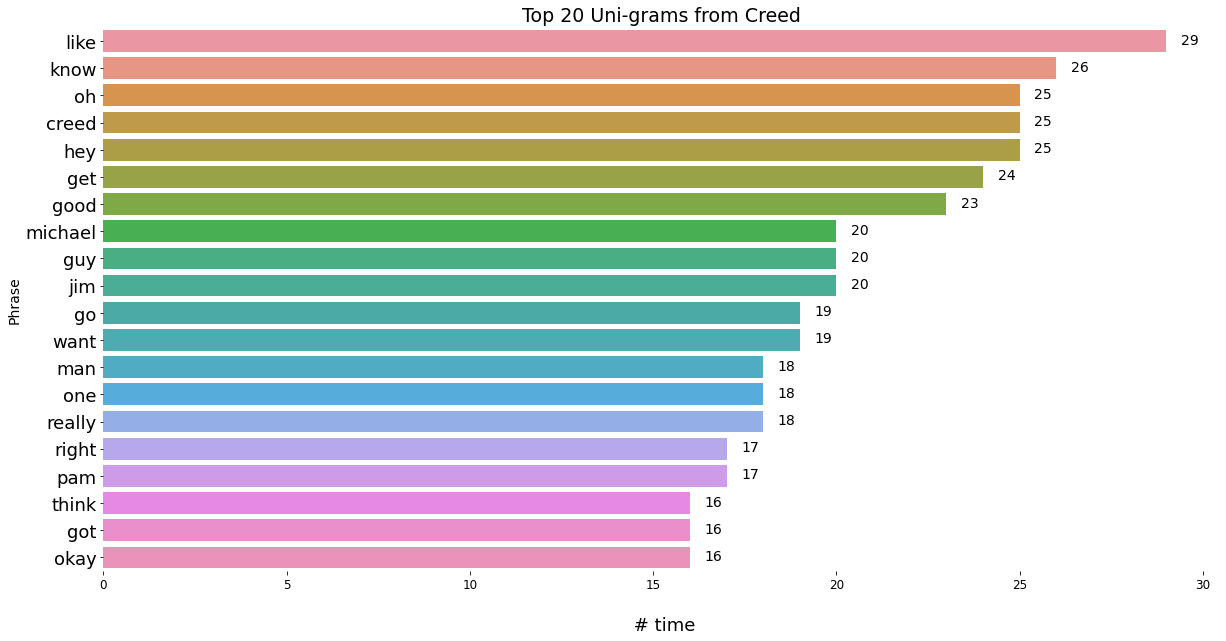 Top 20 Uni-grams from Creed
like 29
know 26
oh 25
creed 25
hey 25
get 24
good 23
michael 20
guy 20
jim 20
go 19
want 19
man 18
one 18
really 18
right 17
pam 17
think 16
got 16
okay 16
Phrase
0 5 10 15 20 25 30
# time